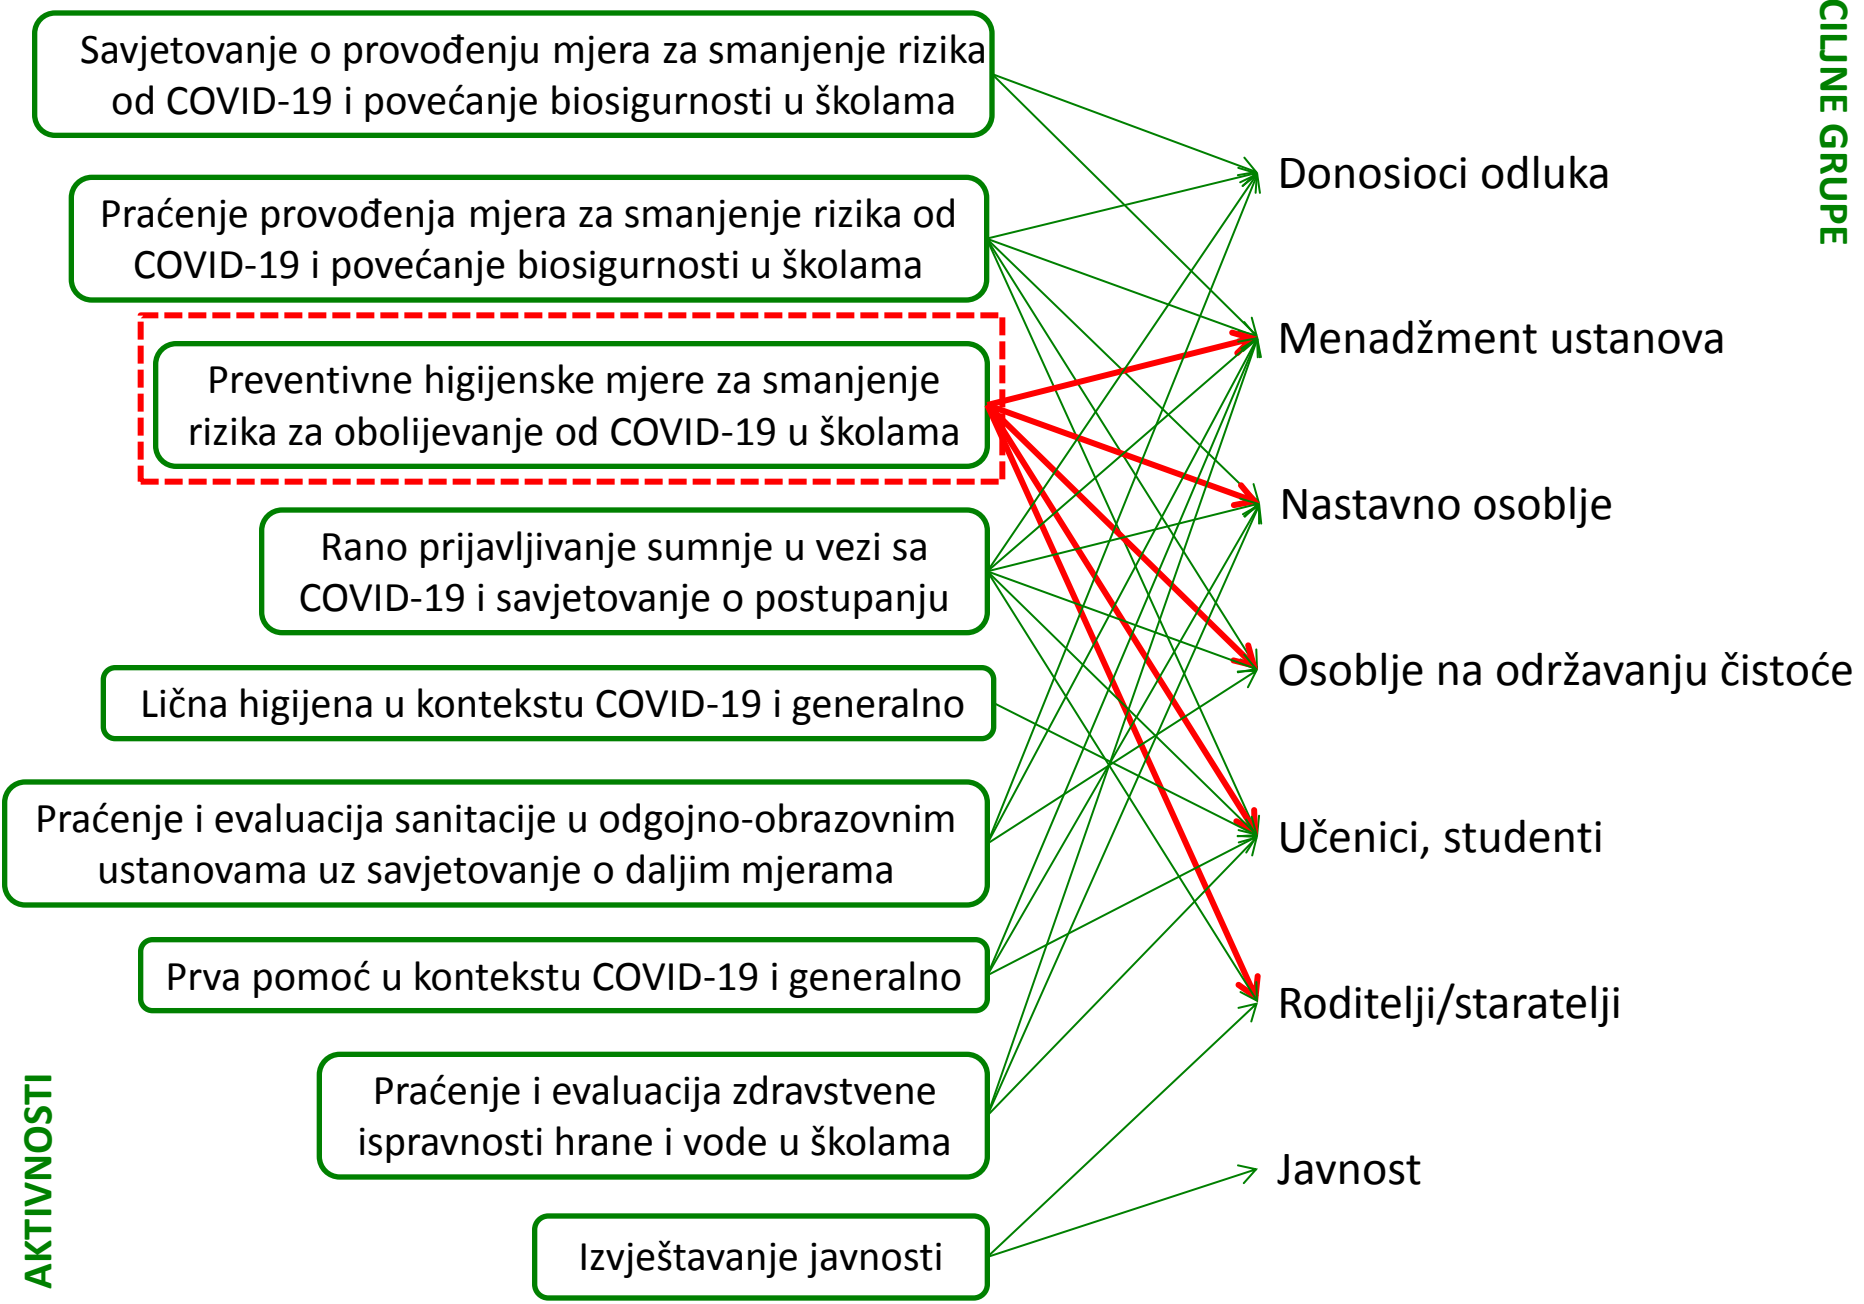 Savjetovanje o provođenju mjera za smanjenje rizika
od COVID-19 i povećanje biosigurnosti u školama
Praćenje provođenja mjera za smanjenje rizika od
COVID-19 i povećanje biosigurnosti u školama
Preventivne higijenske mjere za smanjenje
rizika za obolijevanje od COVID-19 u školama
Rano prijavljivanje sumnje u vezi sa
COVID-19 i savjetovanje o postupanju
Lična higijena u kontekstu COVID-19 i generalno
Praćenje i evaluacija sanitacije u odgojno-obrazovnim
ustanovama uz savjetovanje o daljim mjerama
Prva pomoć u kontekstu COVID-19 i generalno
Praćenje i evaluacija zdravstvene
ispravnosti hrane i vode u školama
Izvještavanje javnosti
AKTIVNOSTI
CILJNE GRUPE
Donosioci odluka
Menadžment ustanova
Nastavno osoblje
Osoblje na održavanju čistoće
Učenici, studenti
Roditelji/staratelji
Javnost